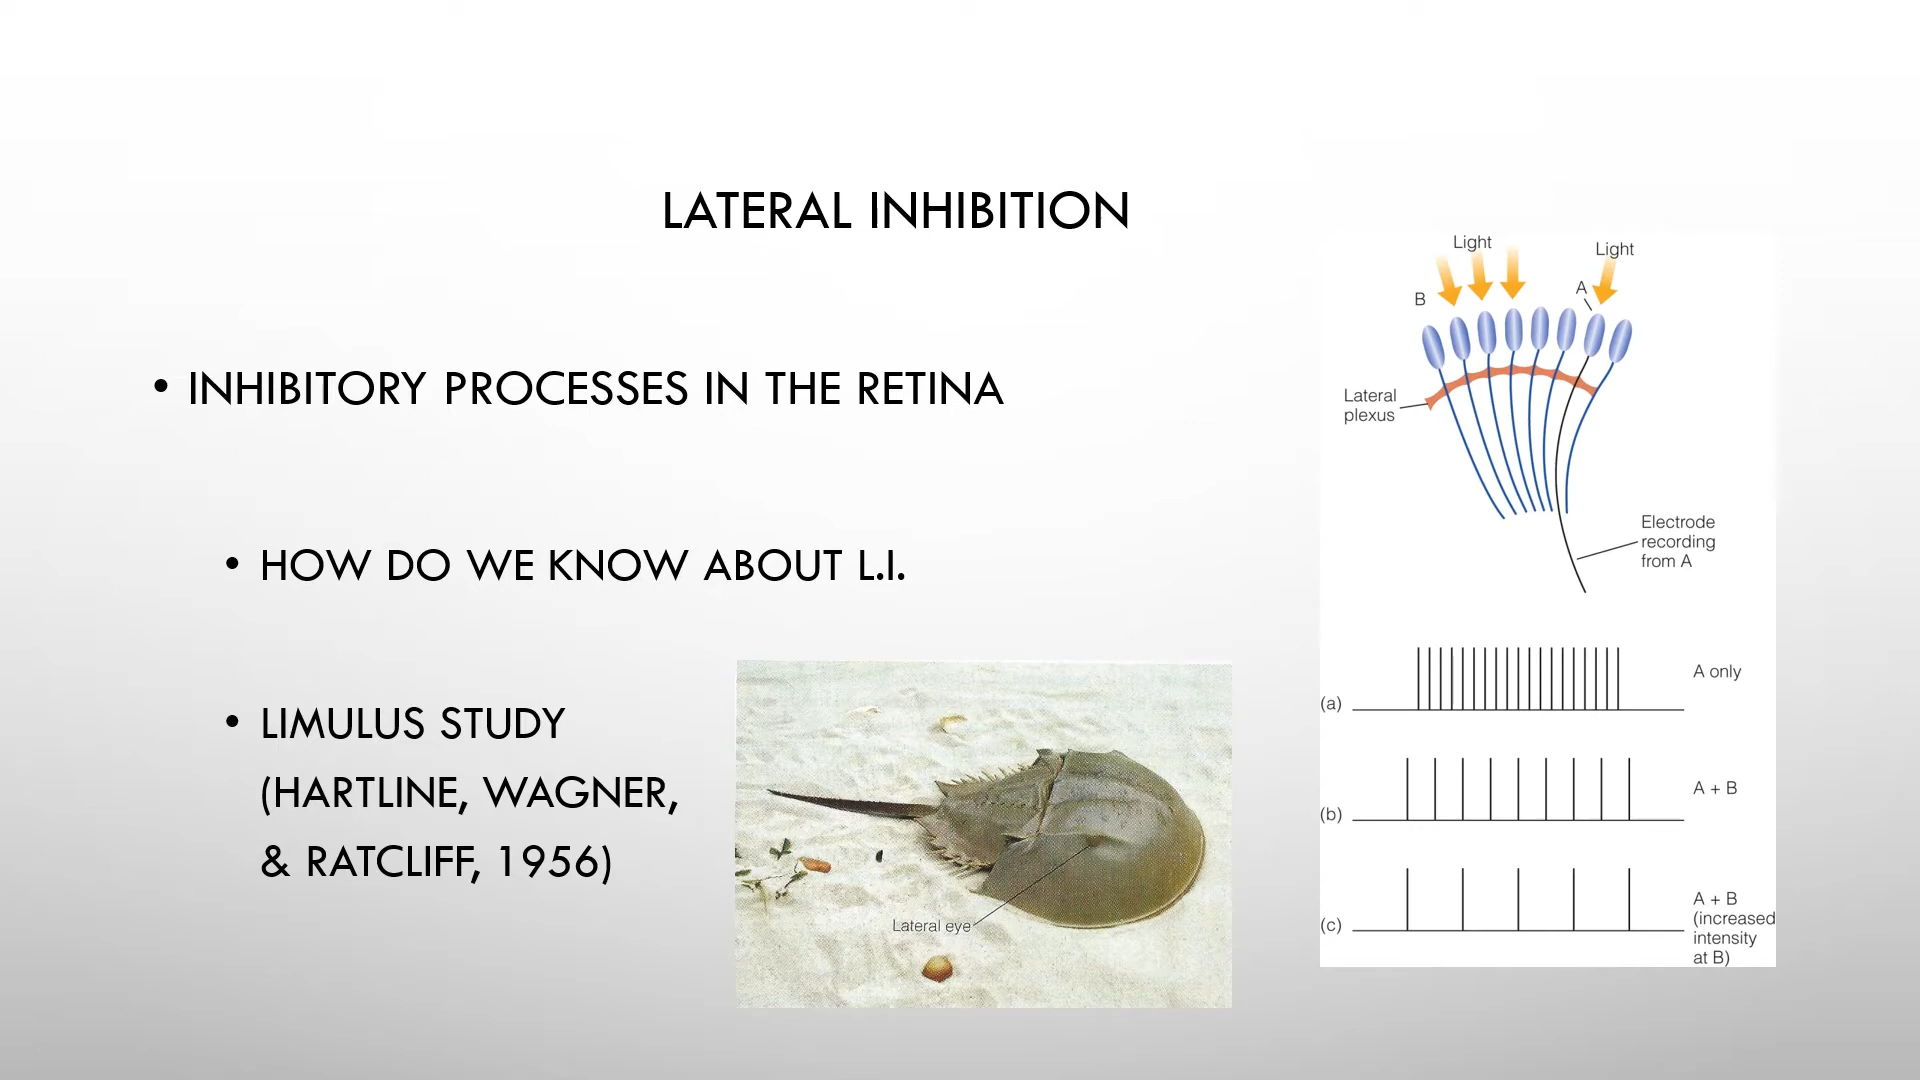 LATERAL INHIBITION
• INHIBITORY PROCESSES IN THE RETINA
• HOW DO WE KNOW ABOUT L.I.
• LIMULUS STUDY
(HARTLINE, WAGNER,
& RATCLIFF, 1956)
Lateral eye
Light
Light
B
A
Lateral
plexus
Electrode
recording
from A
(a)
A only
(b)
A + B
(c)
A + B
(increased
intensity
at B)